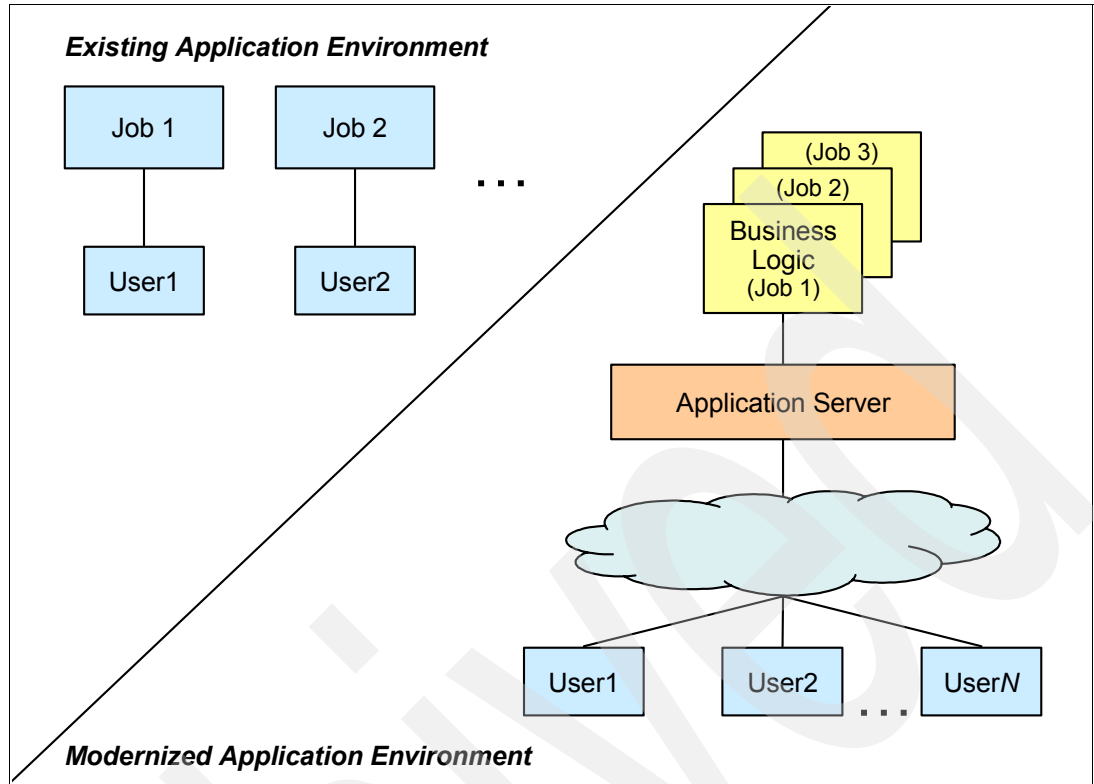 Existing Application Environment
Job 1
Job 2
...
User1
User2
(Job 3)
(Job 2)
Business
Logic
(Job 1)
Application Server
User1
User2
...
UserN
Modernized Application Environment